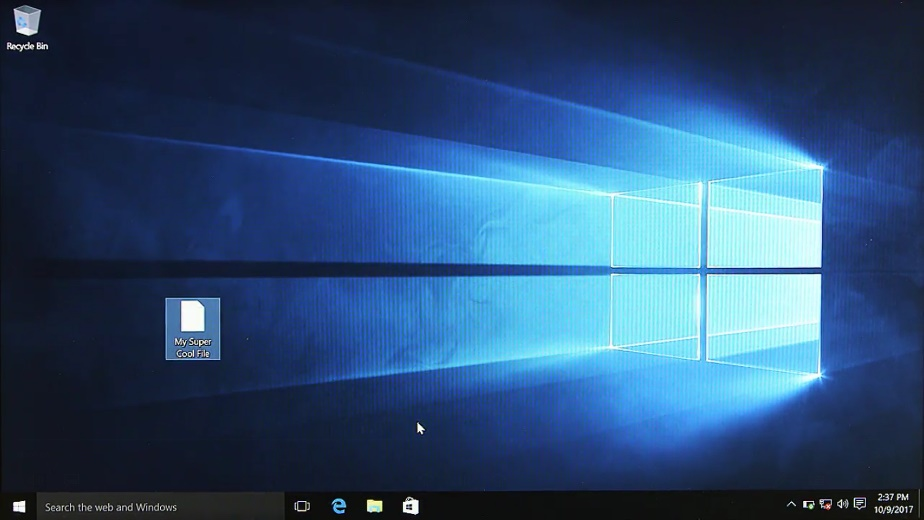 Recycle Bin
My Super
Cool File
Search the web and Windows
2:37 PM
10/9/2017